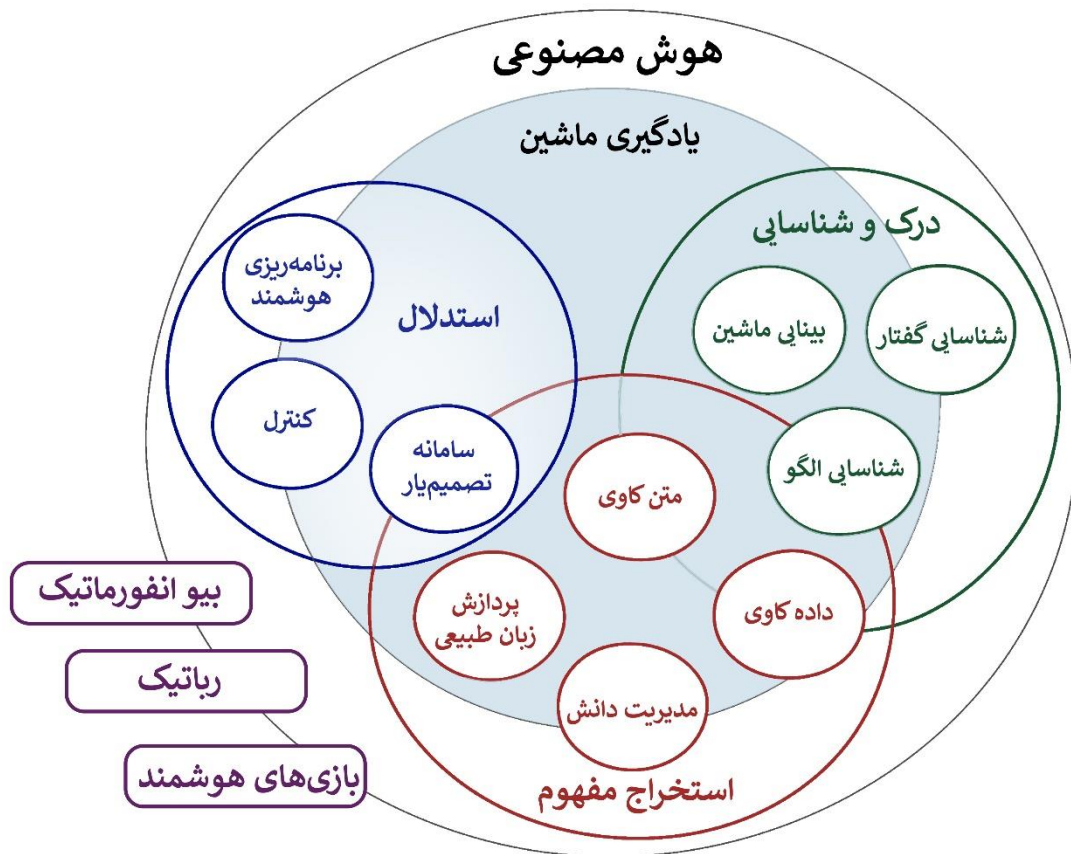 هوش مصنوعی
یادگیری ماشین
درک و شناسایی
شناسایی گفتار
بینایی ماشین
شناسایی الگو
استدلال
برنامه‌ریزی
هوشمند
کنترل
سامانه
تصمیم‌یار
متن کاوی
داده کاوی
پردازش
زبان طبیعی
مدیریت دانش
استخراج مفهوم
بیو انفورماتیک
رباتیک
بازی‌های هوشمند